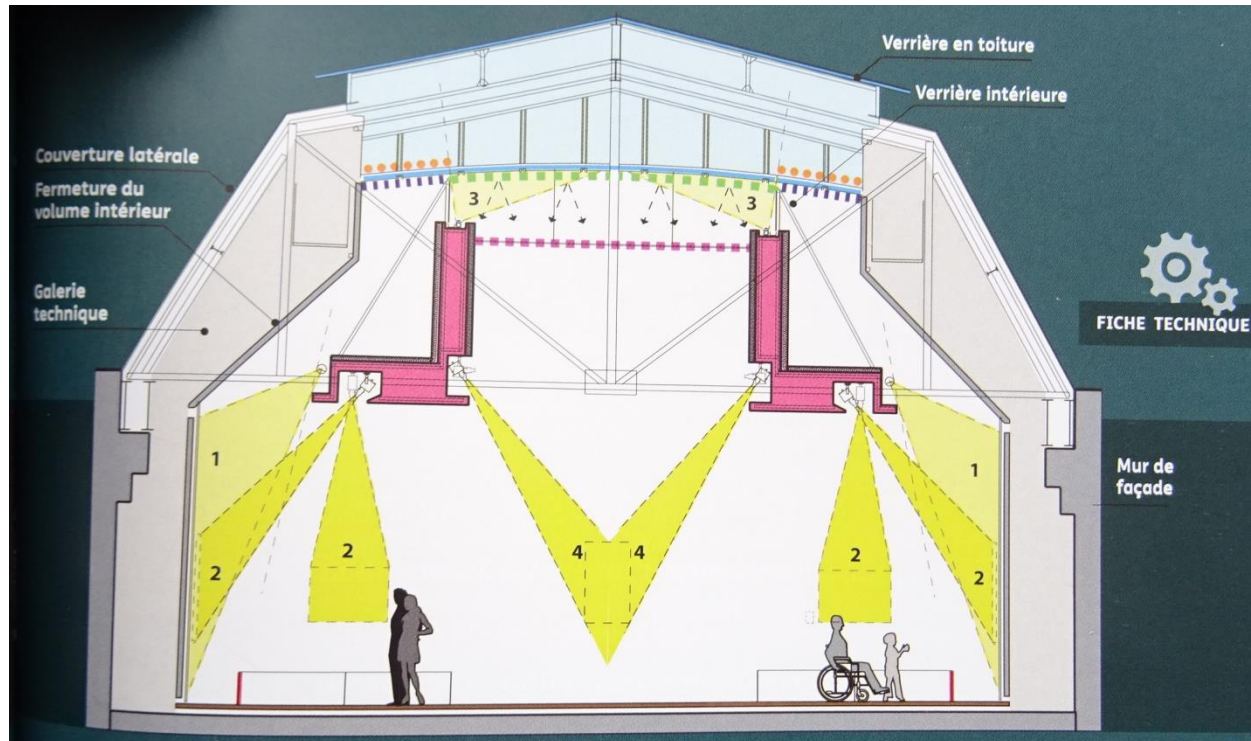 Verrière en toiture
Verrière intérieure
Couverture latérale
Fermeture du
volume intérieur
Galerie
technique
FICHE TECHNIQUE
Mur de
façade
3
3
1
1
2
2
2
2
4
4